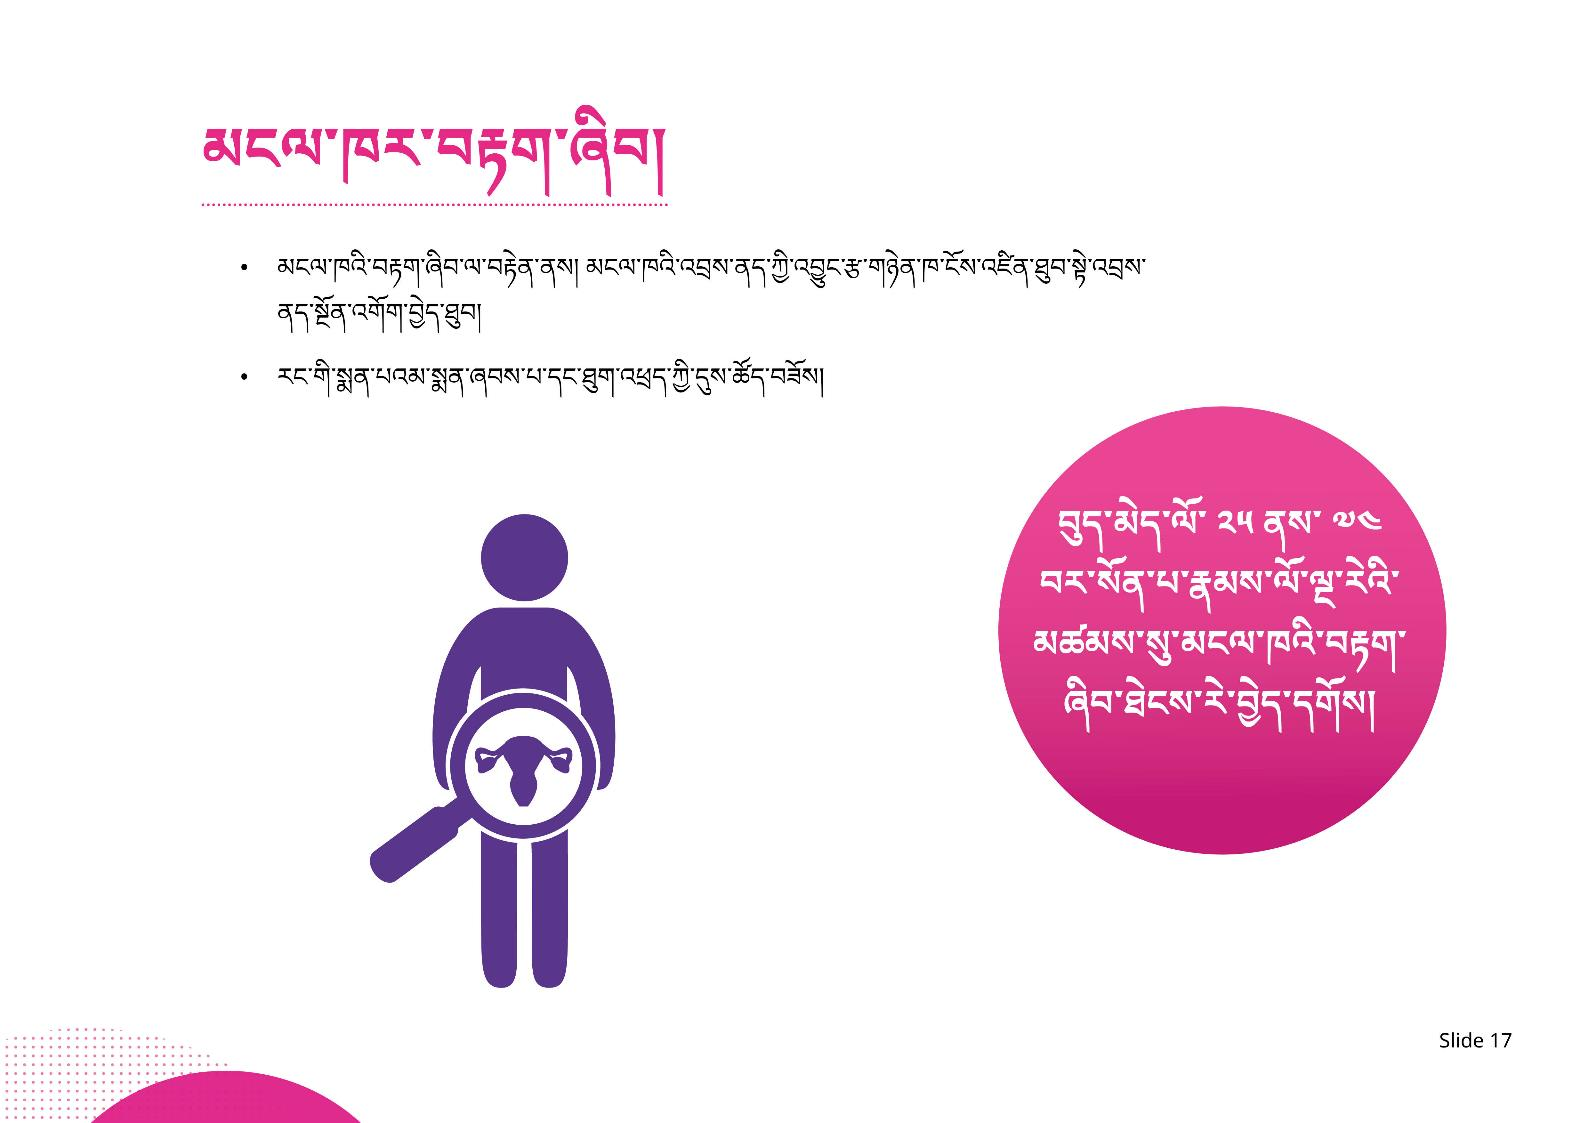 མངལ་ཁར་བརྟག་ཞིབ།
• མངལ་ཁའི་བརྟག་ཞིབ་ལ་བརྟེན་ནས། མངལ་ཁའི་འབྲས་ནད་ཀྱི་འབྱུང་རྩ་གཉེན་ཁ་ངོས་འཛིན་ཐུབ་སྟེ་འབྲས་
ནད་སྔོན་འགོག་བྱེད་ཐུབ།
• རང་གི་སྨན་པའམ་སྨན་ཞབས་པ་དང་ཐུག་འཕྲད་ཀྱི་དུས་ཚོད་བཟོས།
བུད་མེད་ལོ་ ༢༥ ནས་ ༧༤
བར་སོན་པ་རྣམས་ལོ་ལྔ་རེའི་
མཚམས་སུ་མངལ་ཁའི་བརྟག་
ཞིབ་ཐེངས་རེ་བྱེད་དགོས།
Slide 17